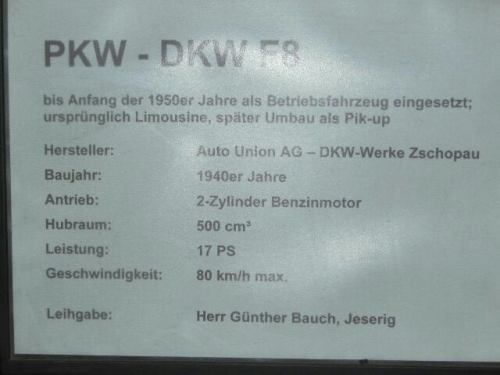 PKW - DKW F8
bis Anfang der 1950er Jahre als Betriebsfahrzeug eingesetzt;
ursprünglich Limousine, später Umbau als Pik-up
Hersteller: Auto Union AG – DKW-Werke Zschopau
Baujahr: 1940er Jahre
Antrieb: 2-Zylinder Benzinmotor
Hubraum: 500 cm³
Leistung: 17 PS
Geschwindigkeit: 80 km/h max.
Leihgabe: Herr Günther Bauch, Jeserig